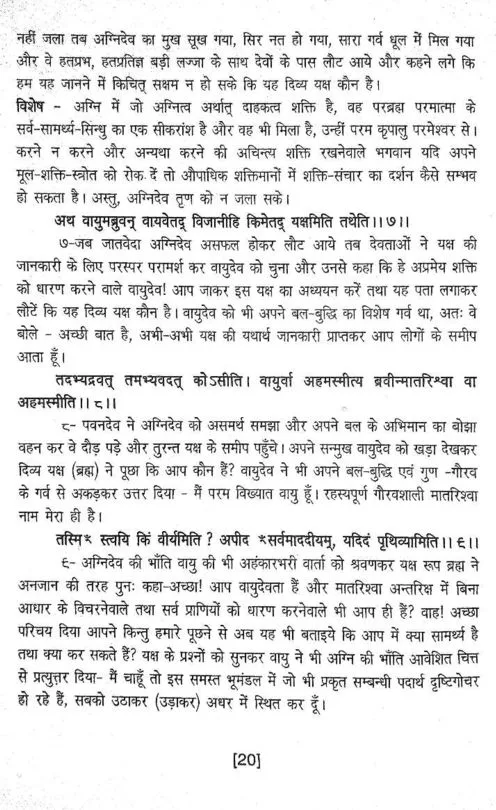 नहीं जला तब अग्निदेव का मुख सूख गया, सिर नत हो गया, सारा गर्व धूल में मिल गया
और वे हतप्रभ, हतप्रतिज्ञ बड़ी लज्जा के साथ देवों के पास लौट आये और कहने लगे कि
हम यह जानने में किचित् सक्षम न हो सके कि यह दिव्य यक्ष कौन है।
विशेष - अग्नि में जो अग्नित्व अर्थात् दाहकत्व शक्ति है, वह परब्रह्म परमात्मा के
सर्व-सामर्थ्य-सिन्धु का एक सीकरांश है और वह भी मिला है, उन्हीं परम कृपालु परमेश्वर से।
करने न करने और अन्यथा करने की अचिन्त्य शक्ति रखनेवाले भगवान यदि अपने
मूल-शक्ति-स्त्रोत को रोक दें तो औपाधिक शक्तिमानों में शक्ति-संचार का दर्शन कैसे सम्भव
हो सकता है। अस्तु, अग्निदेव तृण को न जला सके।
अथ वायुमब्रुवन् वायवेतद् विजानीहि किमेतद् यक्षमिति तथेति।।७।।
७-जब जातवेदा अग्निदेव असफल होकर लौट आये तब देवताओं ने यक्ष की
जानकारी के लिए परस्पर परामर्श कर वायुदेव को चुना और उनसे कहा कि हे अप्रमेय शक्ति
को धारण करने वाले वायुदेव! आप जाकर इस यक्ष का अध्ययन करें तथा यह पता लगाकर
लौटें कि यह दिव्य यक्ष कौन है। वायुदेव को भी अपने बल-बुद्धि का विशेष गर्व था, अतः वे
बोले - अच्छी बात है, अभी-अभी यक्ष की यथार्थ जानकारी प्राप्तकर आप लोगों के समीप
आता हूँ।
तदभ्यद्रवत् तमभ्यवदत् कोऽसीति। वायुर्वा अहमस्मीत्य ब्रवीन्मातरिश्वा वा
अहमस्मीति।।८।।
८- पवनदेव ने अग्निदेव को असमर्थ समझा और अपने बल के अभिमान का बोझा
वहन कर वे दौड़ पड़े और तुरन्त यक्ष के समीप पहुँचे। अपने सन्मुख वायुदेव को खड़ा देखकर
दिव्य यक्ष (ब्रह्म) ने पूछा कि आप कौन हैं? वायुदेव ने भी अपने बल-बुद्धि एवं गुण -गौरव
के गर्व से अकड़कर उत्तर दिया - मैं परम विख्यात वायु हूँ। रहस्यपूर्ण गौरवशाली मातरिश्वा
नाम मेरा ही है।
तस्मिꣳ स्त्वयि किं वीर्यमिति ? अपीद ꣳसर्वमाददीयम्, यदिदं पृथिव्यामिति।।९।।
९- अग्निदेव की भाँति वायु की भी अहंकारभरी वार्ता को श्रवणकर यक्ष रूप ब्रह्म ने
अनजान की तरह पुनः कहा-अच्छा! आप वायुदेवता हैं और मातरिश्वा अन्तरिक्ष में बिना
आधार के विचरनेवाले तथा सर्व प्राणियों को धारण करनेवाले भी आप ही हैं? वाह! अच्छा
परिचय दिया आपने किन्तु हमारे पूछने से अब यह भी बताइये कि आप में क्या सामर्थ्य है
तथा क्या कर सकते हैं? यक्ष के प्रश्नों को सुनकर वायु ने भी अग्नि की भाँति आवेशित चित्त
से प्रत्युत्तर दिया- मैं चाहूँ तो इस समस्त भूमंडल में जो भी प्रकृत सम्बन्धी पदार्थ दृष्टिगोचर
हो रहे हैं, सबको उठाकर (उड़ाकर) अधर में स्थित कर दूँ।
[20]